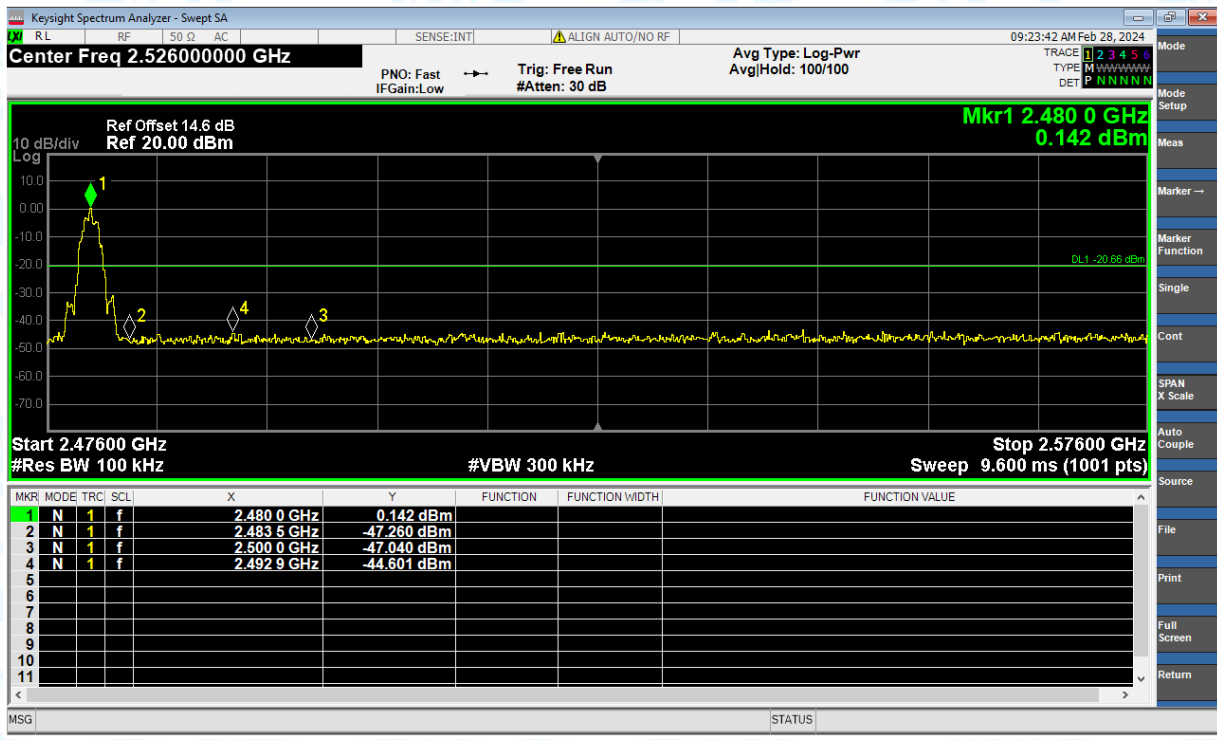 Keysight Spectrum Analyzer - Swept SA
LXI RL RF 50 Ω AC SENSE:INT ALIGN AUTO/NO RF 09:23:42 AM Feb 28, 2024
Center Freq 2.526000000 GHz
PNO: Fast
IFGain:Low
Trig: Free Run
#Atten: 30 dB
Avg Type: Log-Pwr
Avg|Hold: 100/100
TRACE 1 2 3 4 5 6
TYPE M WWWWW
DET P N N N N N
Mkr1 2.480 0 GHz
0.142 dBm
Ref Offset 14.6 dB
10 dB/div Ref 20.00 dBm
Log
10.0
0.00
-10.0
-20.0
-30.0
-40.0
-50.0
-60.0
-70.0
1
2
4
3
DL1 -20.66 dBm
Start 2.47600 GHz Stop 2.57600 GHz
#Res BW 100 kHz #VBW 300 kHz Sweep 9.600 ms (1001 pts)
MKR MODE TRC SCL X Y FUNCTION FUNCTION WIDTH FUNCTION VALUE
1 N 1 f 2.480 0 GHz 0.142 dBm
2 N 1 f 2.483 5 GHz -47.260 dBm
3 N 1 f 2.500 0 GHz -47.040 dBm
4 N 1 f 2.492 9 GHz -44.601 dBm
5
6
7
8
9
10
11
MSG STATUS
Mode
Mode
Setup
Meas
Marker →
Marker
Function
Single
Cont
SPAN
X Scale
Auto
Couple
Source
File
Print
Full
Screen
Return